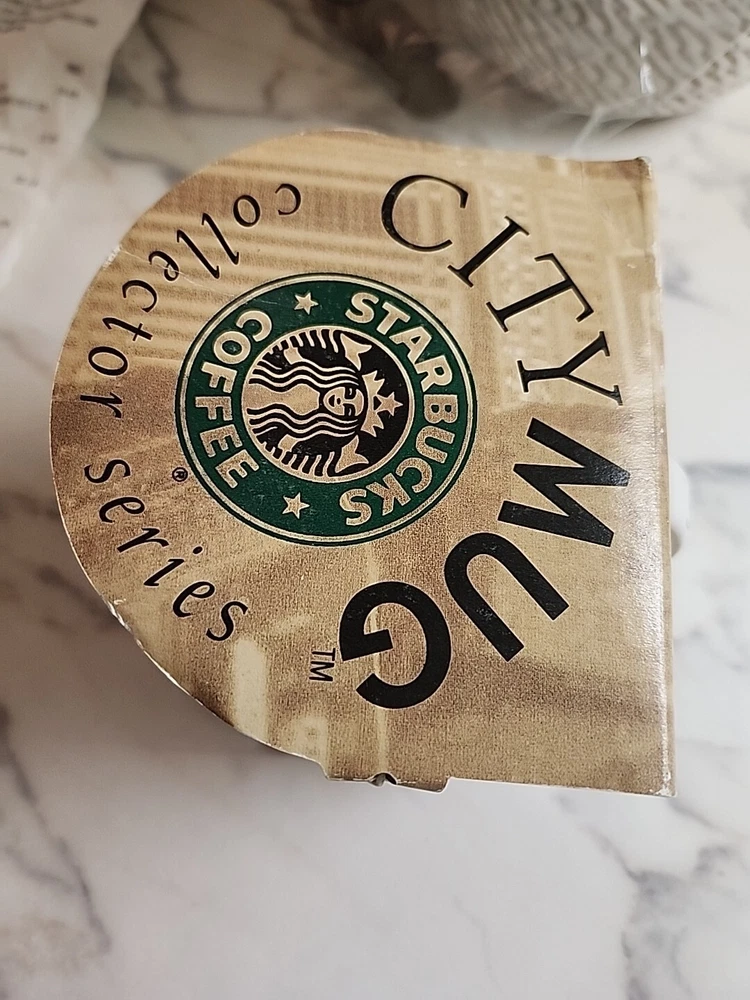 CITY MUG
TM
STARBUCKS
COFFEE
®
collector series